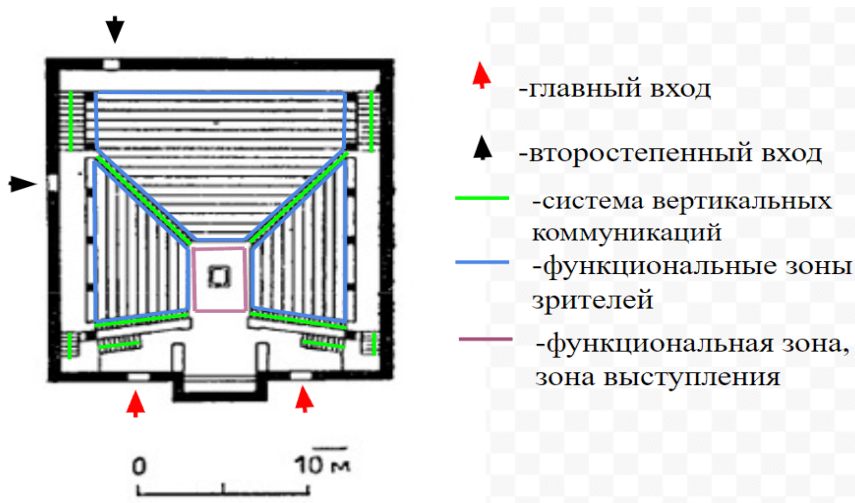 -главный вход
-второстепенный вход
-система вертикальных
коммуникаций
-функциональные зоны
зрителей
-функциональная зона,
зона выступления
0 10 м